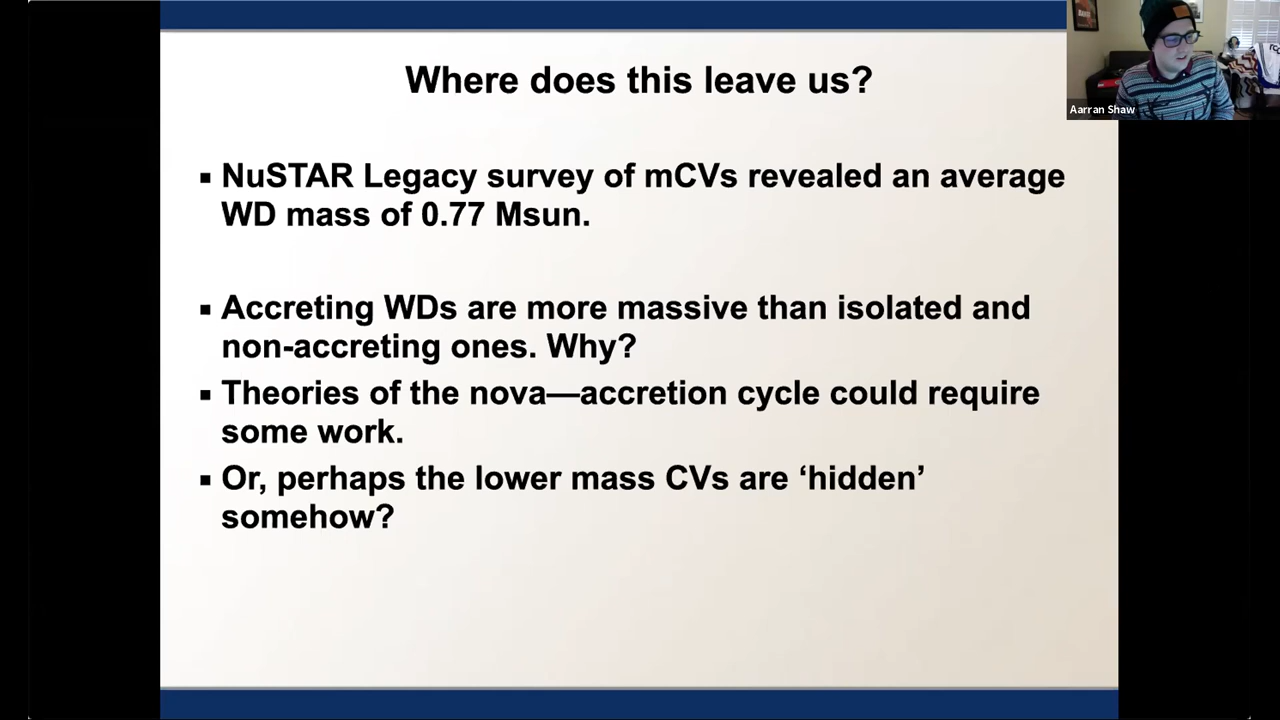 Where does this leave us?
Aarran Shaw
▪ NuSTAR Legacy survey of mCVs revealed an average
WD mass of 0.77 Msun.
▪ Accreting WDs are more massive than isolated and
non-accreting ones. Why?
▪ Theories of the nova—accretion cycle could require
some work.
▪ Or, perhaps the lower mass CVs are ‘hidden’
somehow?